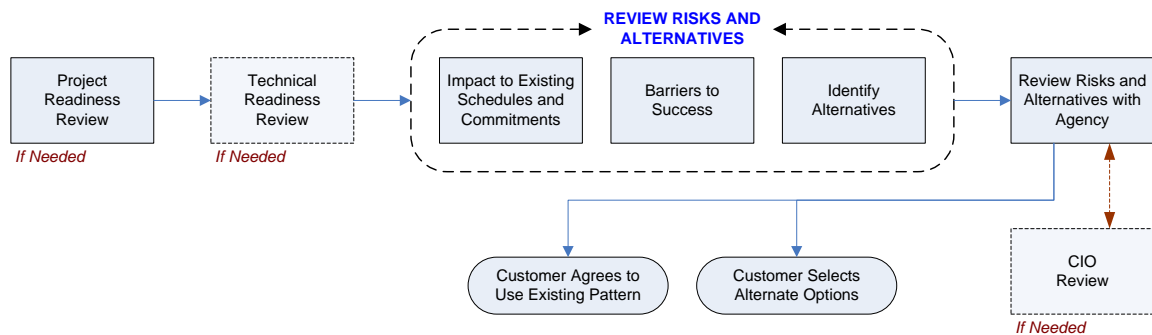 REVIEW RISKS AND
ALTERNATIVES
Project
Readiness
Review
If Needed
Technical
Readiness
Review
If Needed
Impact to Existing
Schedules and
Commitments
Barriers to
Success
Identify
Alternatives
Review Risks and
Alternatives with
Agency
Customer Agrees to
Use Existing Pattern
Customer Selects
Alternate Options
CIO
Review
If Needed